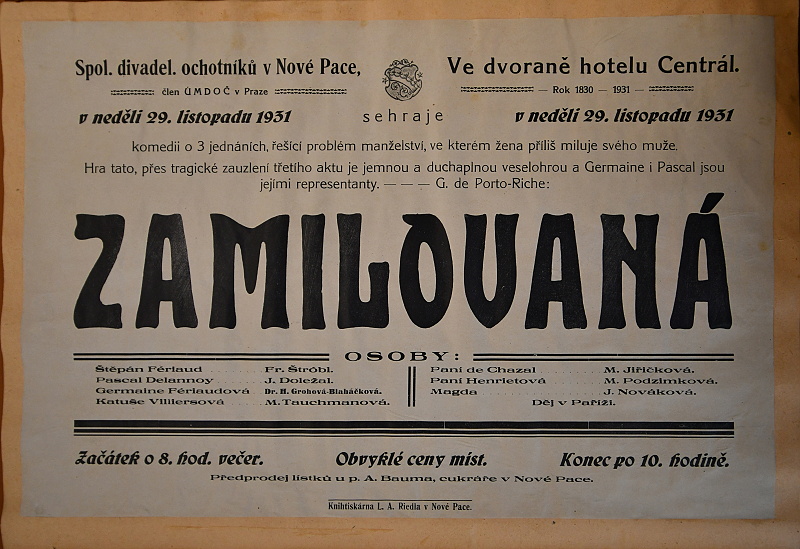 Spol. divadel. ochotníků v Nové Pace,
člen ÚMDOČ v Praze
v neděli 29. listopadu 1931
sehraje
Ve dvoraně hotelu Centrál.
— Rok 1830 — 1931 —
v neděli 29. listopadu 1931
komedii o 3 jednáních, řešící problém manželství, ve kterém žena příliš miluje svého muže.
Hra tato, přes tragické zauzlení třetího aktu je jemnou a duchaplnou veselohrou a Germaine i Pascal jsou
jejími representanty. — — — G. de Porto-Riche:
ZAMILOVANÁ
OSOBY:
Štěpán Fériaud . . . . Fr. Štróbl.
Pascal Delannoy . . . . J. Doležal.
Germaine Fériaudová Dr. H. Grohová-Blaháčková.
Katuše Villiersová . . . M. Tauchmanová.
Paní de Chazal . . . . M. Jiřičková.
Paní Henrietová . . . . M. Podzimková.
Magda . . . . J. Nováková.
Děj v Paříži.
Začátek o 8. hod. večer.
Obvyklé ceny míst.
Konec po 10. hodině.
Předprodej lístků u p. A. Bauma, cukráře v Nové Pace.
Knihtiskárna L. A. Riedla v Nové Pace.